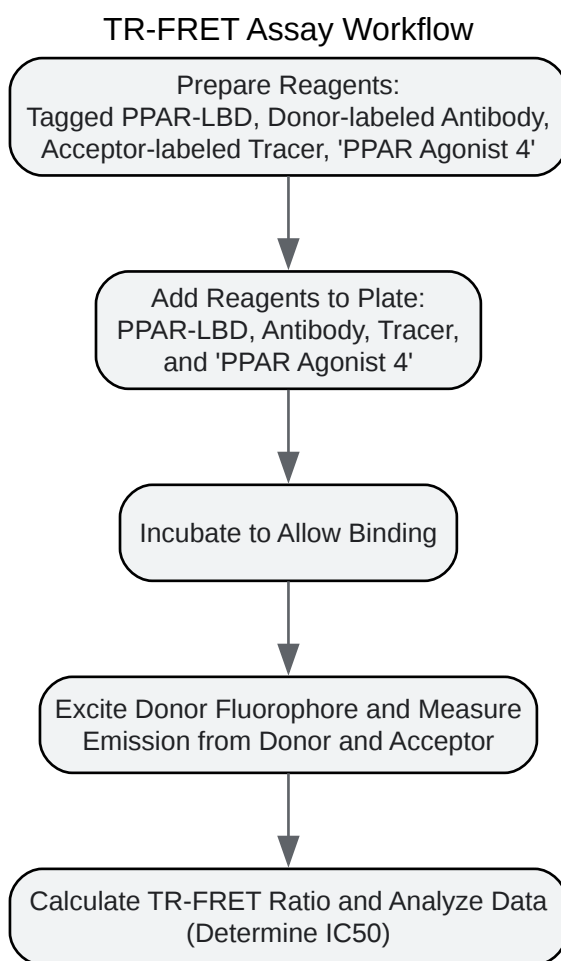 TR-FRET Assay Workflow
Prepare Reagents:
Tagged PPAR-LBD, Donor-labeled Antibody,
Acceptor-labeled Tracer, 'PPAR Agonist 4'
Add Reagents to Plate:
PPAR-LBD, Antibody, Tracer,
and 'PPAR Agonist 4'
Incubate to Allow Binding
Excite Donor Fluorophore and Measure
Emission from Donor and Acceptor
Calculate TR-FRET Ratio and Analyze Data
(Determine IC50)